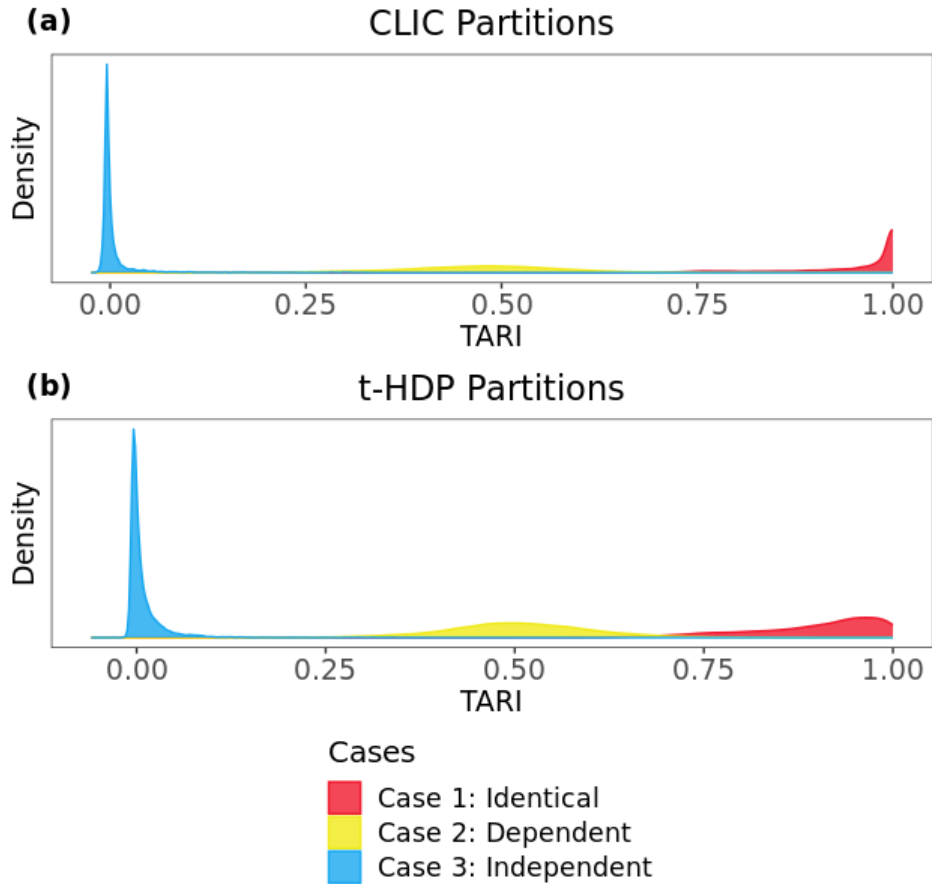 (a)
CLIC Partitions
Density
0.00 0.25 0.50 0.75 1.00
TARI
(b)
t-HDP Partitions
Density
0.00 0.25 0.50 0.75 1.00
TARI
Cases
Case 1: Identical
Case 2: Dependent
Case 3: Independent